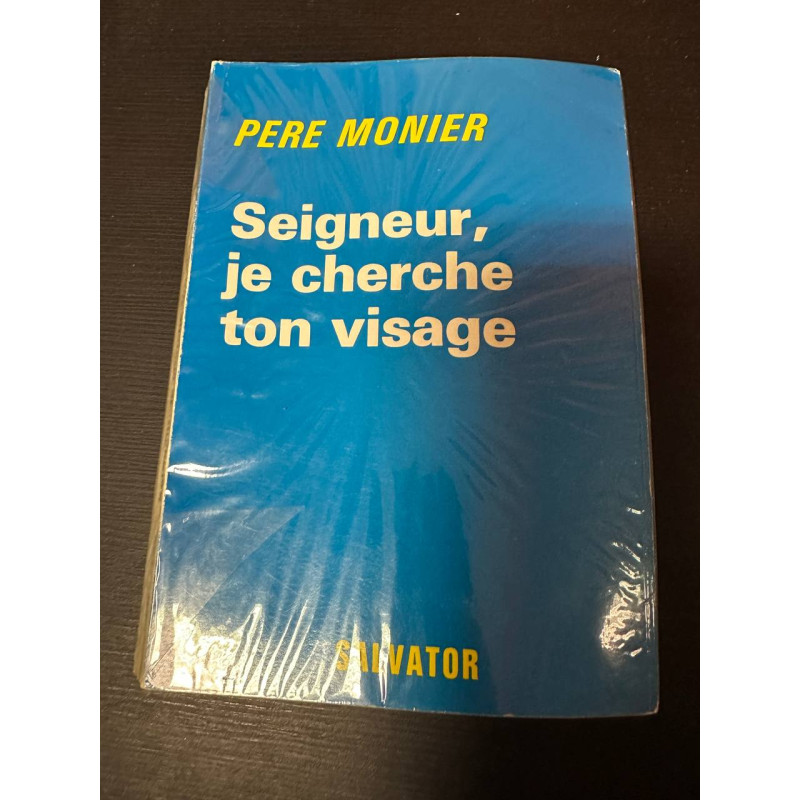 PERE MONIER
Seigneur,
je cherche
ton visage
SALVATOR